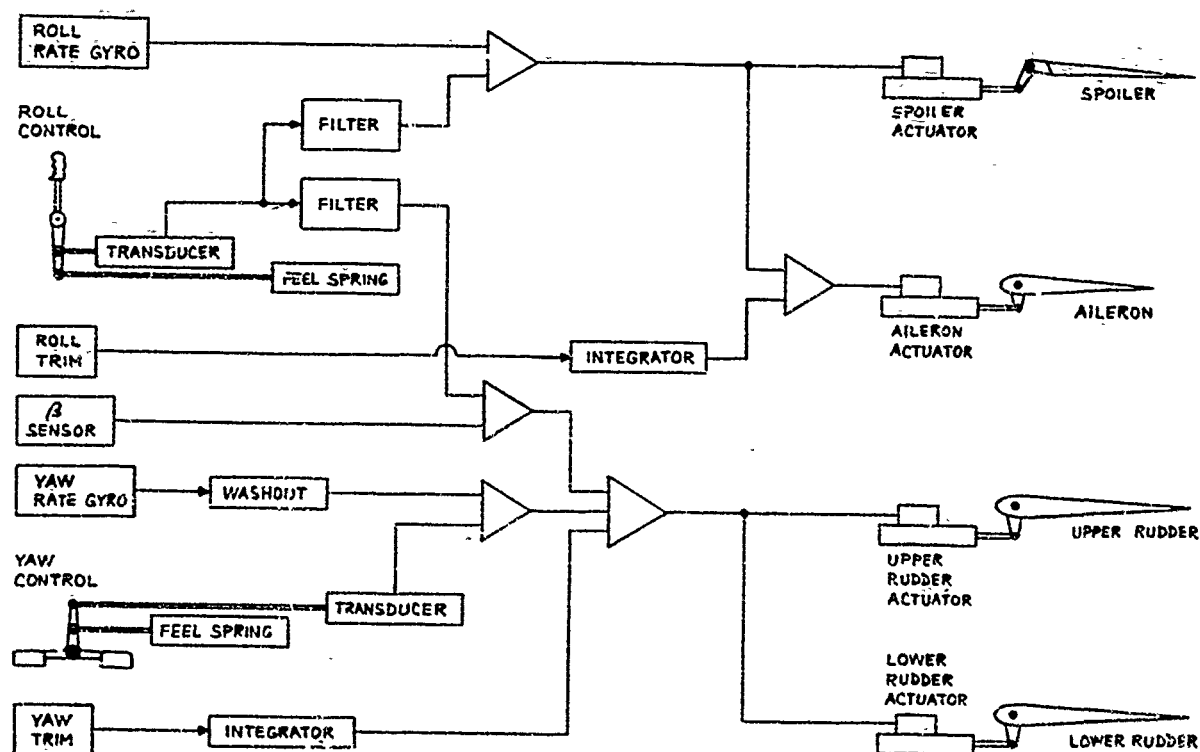 ROLL
RATE GYRO
ROLL
CONTROL
FILTER
FILTER
TRANSDUCER
FEEL SPRING
SPOILER
ACTUATOR
SPOILER
ROLL
TRIM
INTEGRATOR
AILERON
ACTUATOR
AILERON
β
SENSOR
YAW
RATE GYRO
WASHOUT
YAW
CONTROL
TRANSDUCER
FEEL SPRING
UPPER
RUDDER
ACTUATOR
UPPER RUDDER
YAW
TRIM
INTEGRATOR
LOWER
RUDDER
ACTUATOR
LOWER RUDDER